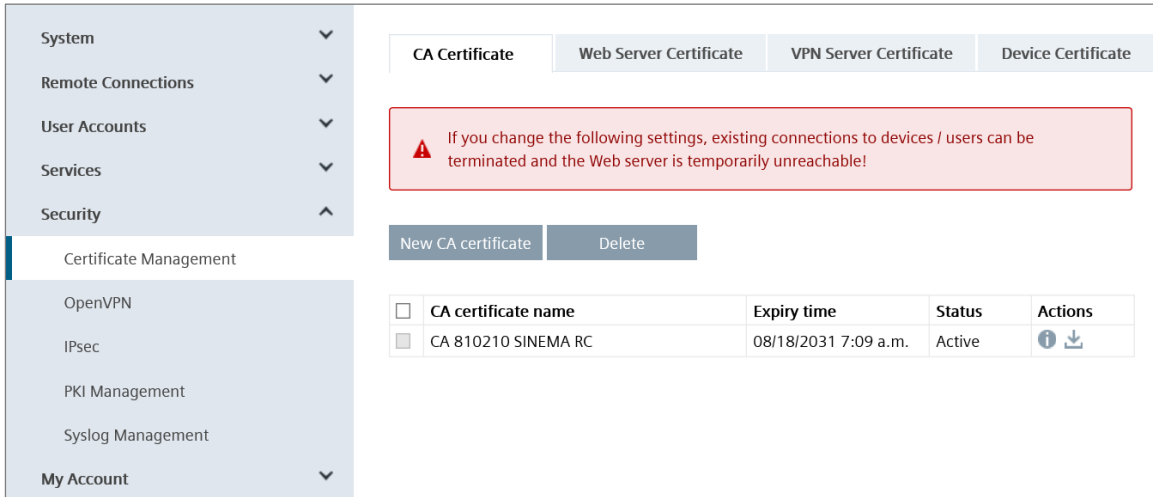 System
Remote Connections
User Accounts
Services
Security
Certificate Management
OpenVPN
IPsec
PKI Management
Syslog Management
My Account
CA Certificate
Web Server Certificate
VPN Server Certificate
Device Certificate
If you change the following settings, existing connections to devices / users can be
terminated and the Web server is temporarily unreachable!
New CA certificate
Delete
CA certificate name Expiry time Status Actions
CA 810210 SINEMA RC 08/18/2031 7:09 a.m. Active